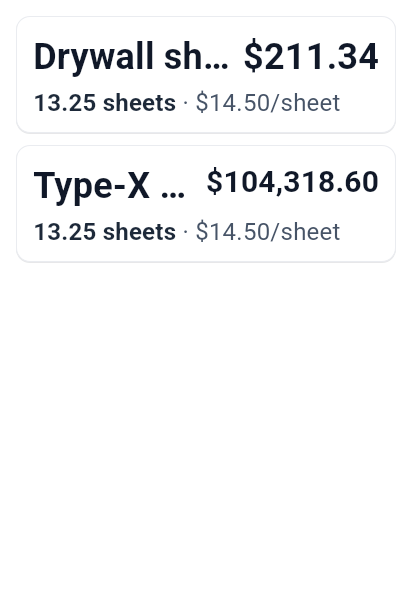 Drywall sh… $211.34
13.25 sheets · $14.50/sheet
Type-X … $104,318.60
13.25 sheets · $14.50/sheet